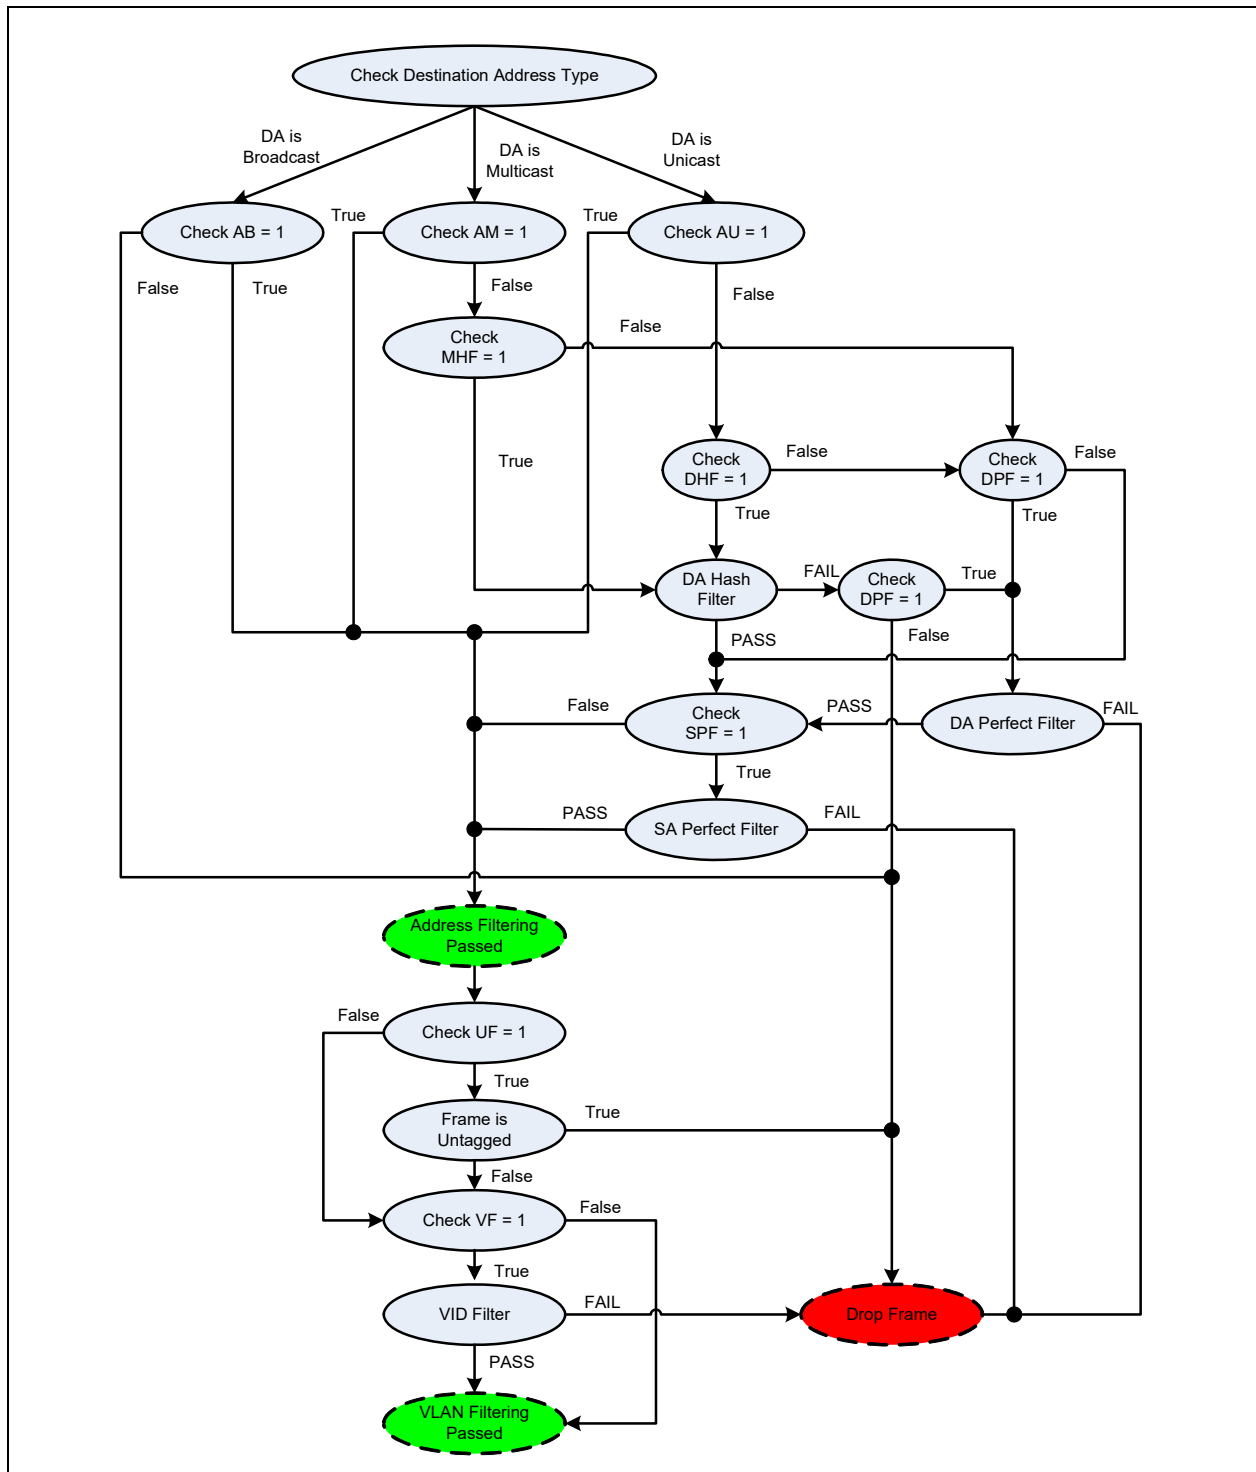 Check Destination Address Type
DA is
Broadcast
DA is
Multicast
DA is
Unicast
Check AB = 1
True
Check AM = 1
True
Check AU = 1
False
True
False
False
Check
MHF = 1
False
True
Check
DHF = 1
False
Check
DPF = 1
False
True
True
DA Hash
Filter
FAIL
Check
DPF = 1
True
PASS
False
False
Check
SPF = 1
PASS
DA Perfect Filter
FAIL
True
PASS
SA Perfect Filter
FAIL
Address Filtering
Passed
False
Check UF = 1
True
Frame is
Untagged
True
False
Check VF = 1
False
True
VID Filter
FAIL
Drop Frame
PASS
VLAN Filtering
Passed